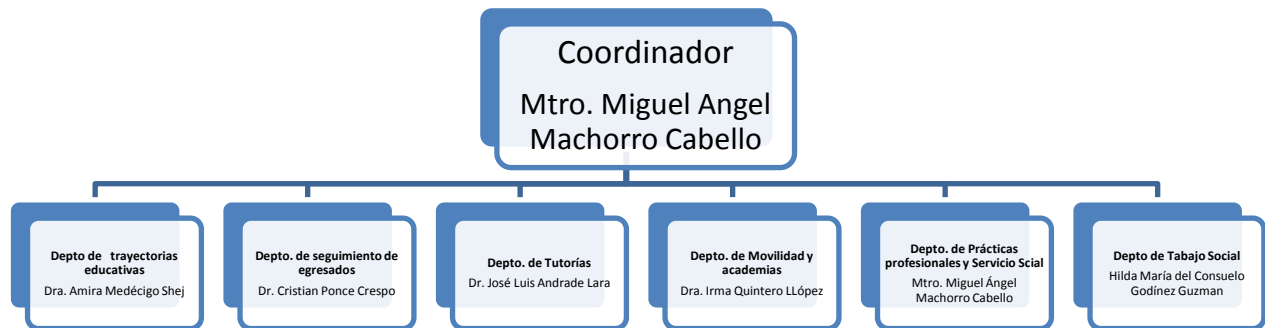 Coordinador
Mtro. Miguel Angel
Machorro Cabello
Depto de trayectorias
educativas
Dra. Amira Medécigo Shej
Depto. de seguimiento de
egresados
Dr. Cristian Ponce Crespo
Depto. de Tutorías
Dr. José Luis Andrade Lara
Depto. de Movilidad y
academias
Dra. Irma Quintero LLópez
Depto. de Prácticas
profesionales y Servicio Scial
Mtro. Miguel Ángel
Machorro Cabello
Depto de Tabajo Social
Hilda María del Consuelo
Godínez Guzman